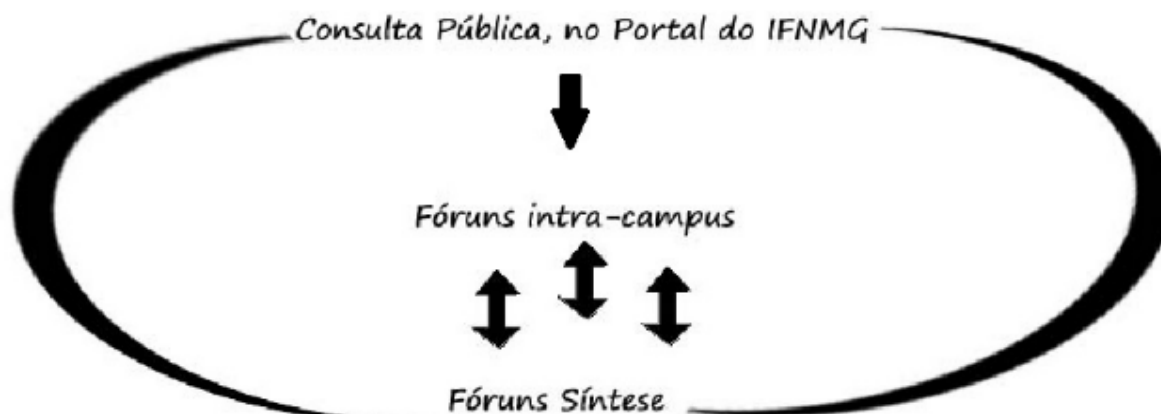 Consulta Pública, no Portal do IFNMG
Fóruns intra-campus
Fóruns Síntese